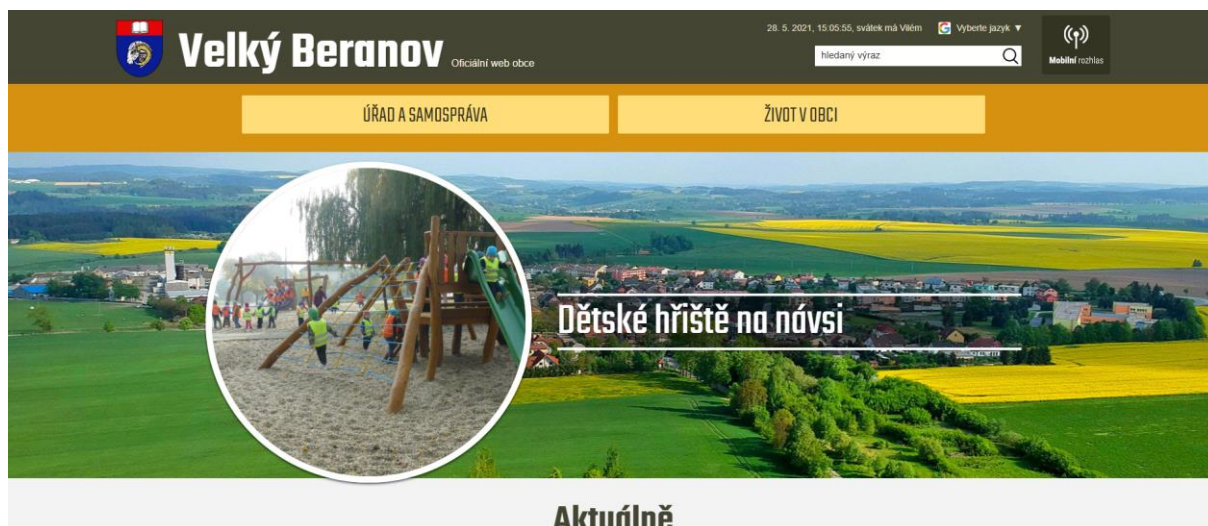 Velký Beranov Oficiální web obce
28. 5. 2021, 15:05:55, svátek má Vilém Vyberte jazyk ▼
hledaný výraz
Mobilní rozhlas
ÚŘAD A SAMOSPRÁVA
ŽIVOT V OBCI
Dětské hřiště na návsi
Aktuálně